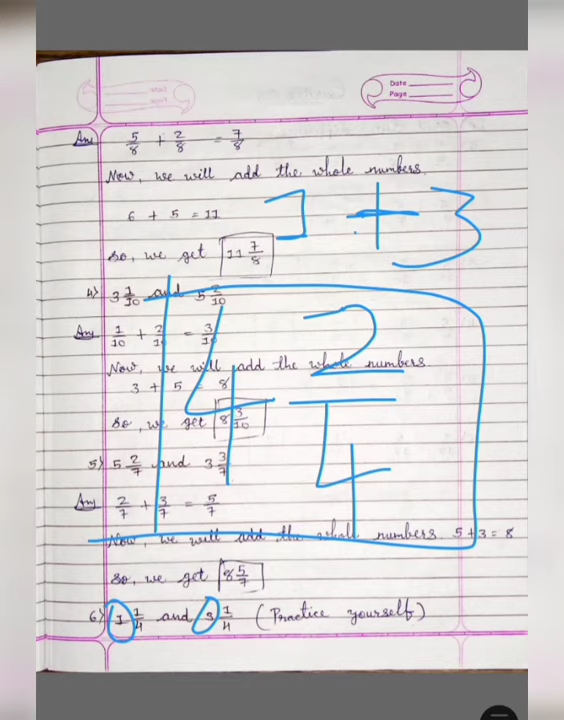 Date
Page
Ans 5/8 + 2/8 = 7/8
Now, we will add the whole numbers.
6 + 5 = 11
1 + 3
So, we get 11 7/8
4) 3 1/10 and 5 2/10
Ans 1/10 + 2/10 = 3/10
Now, we will add the whole numbers
3 + 5 = 8
4 2/4
So, we get 8 3/10
5) 5 2/7 and 3 3/7
Ans 2/7 + 3/7 = 5/7
Now, we will add the whole numbers. 5+3 = 8
So, we get 8 5/7
6) 1 1/4 and 3 1/4 (Practice yourself)